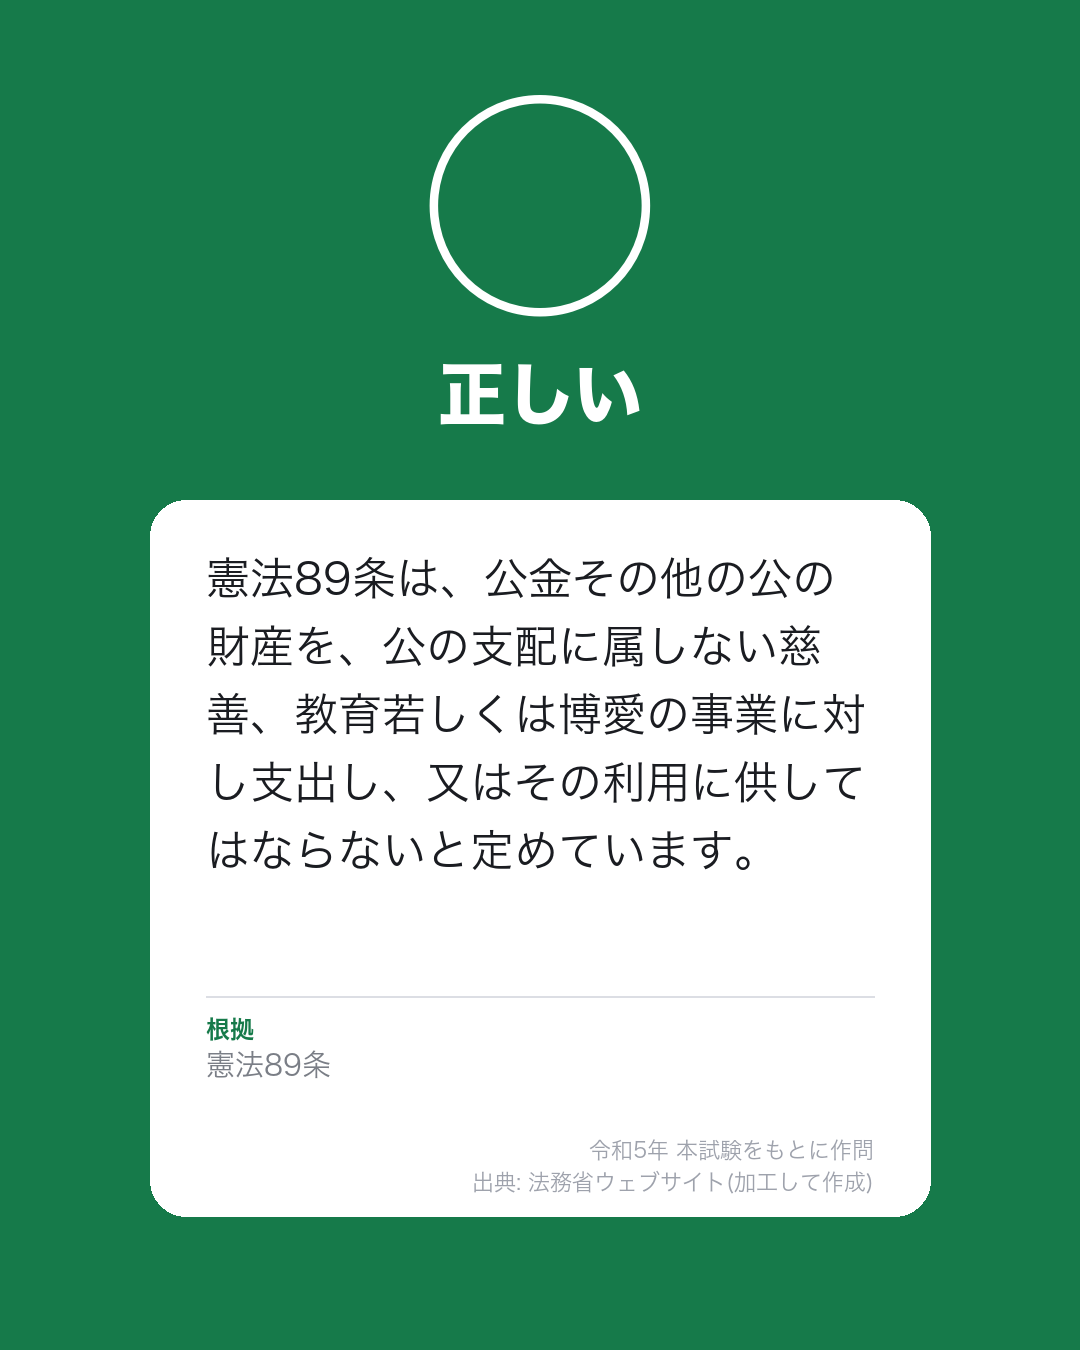 正しい
憲法89条は、公金その他の公の
財産を、公の支配に属しない慈
善、教育若しくは博愛の事業に対
し支出し、又はその利用に供して
はならないと定めています。
根拠
憲法89条
令和5年 本試験をもとに作問
出典: 法務省ウェブサイト(加工して作成)